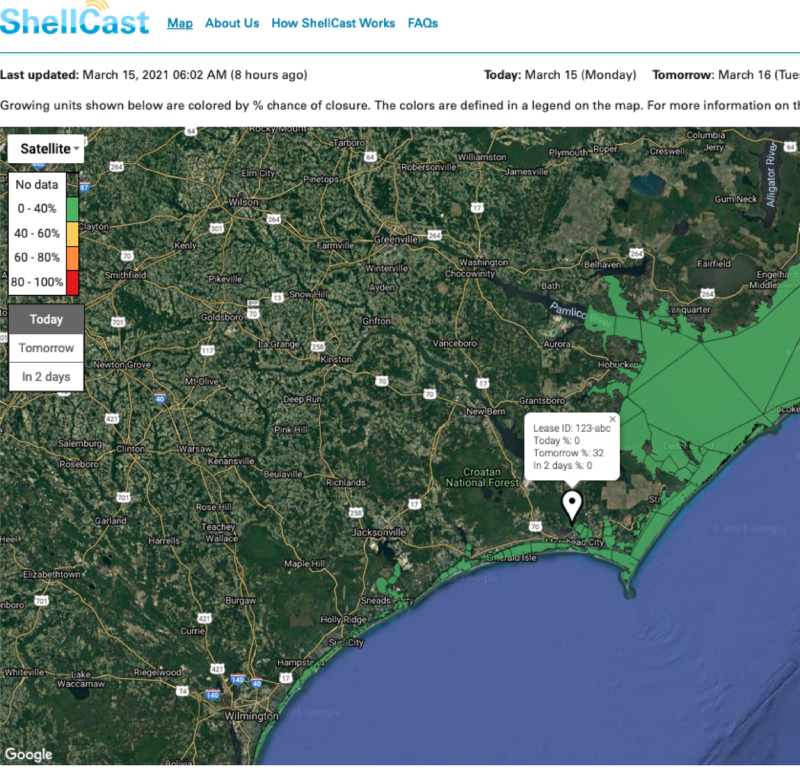 ShellCast
Map About Us How ShellCast Works FAQs
Last updated: March 15, 2021 06:02 AM (8 hours ago)
Today: March 15 (Monday) Tomorrow: March 16 (Tues
Growing units shown below are colored by % chance of closure. The colors are defined in a legend on the map. For more information on th
Satellite
No data
0 - 40%
40 - 60%
60 - 80%
80 - 100%
Today
Tomorrow
In 2 days
Lease ID: 123-abc
Today %: 0
Tomorrow %: 32
In 2 days %: 0
Rocky Mount
Tarboro
Williamston
Plymouth
Roper
Columbia
Creswell
Jerry
Robersonville
Jamesville
Elm City
Pinetops
Alligator River
Gum Neck
Wilson
Clayton
Kenly
Farmville
Greenville
Washington
Chocowinity
Belhaven
Fairfield
Engelhard
Middletown
Smithfield
Pikeville
Winterville
Ayden
Bath
Snow Hill
Goldsboro
Grifton
Pamlico River
Vanceboro
Aurora
La Grange
Kinston
Hobucken
Newton Grove
Mt Olive
Deep Run
New Bern
Grantsboro
Pink Hill
Salemburg
Roseboro
Clinton
Warsaw
Kenansville
Beulaville
Richlands
Croatan
National Forest
Rose Hill
Garland
Teachey
Wallace
Harrells
Jacksonville
Morehead City
Emerald Isle
Maple Hill
Elizabethtown
Burgaw
Sneads
Holly Ridge
Currie
Surf City
Hampstead
Whiteville
Lake
Waccamaw
Riegelwood
Wilmington
Bolivia
Google